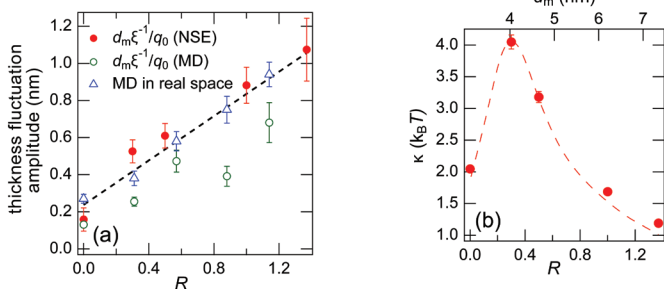 1.2
1.0
0.8
0.6
0.4
0.2
0.0
thickness fluctuation
amplitude (nm)
dₘξ⁻¹/q₀ (NSE)
dₘξ⁻¹/q₀ (MD)
MD in real space
(a)
0.0 0.4 0.8 1.2
R
4 5 6 7
4.0
3.5
3.0
2.5
2.0
1.5
1.0
κ (k_BT)
(b)
0.0 0.4 0.8 1.2
R